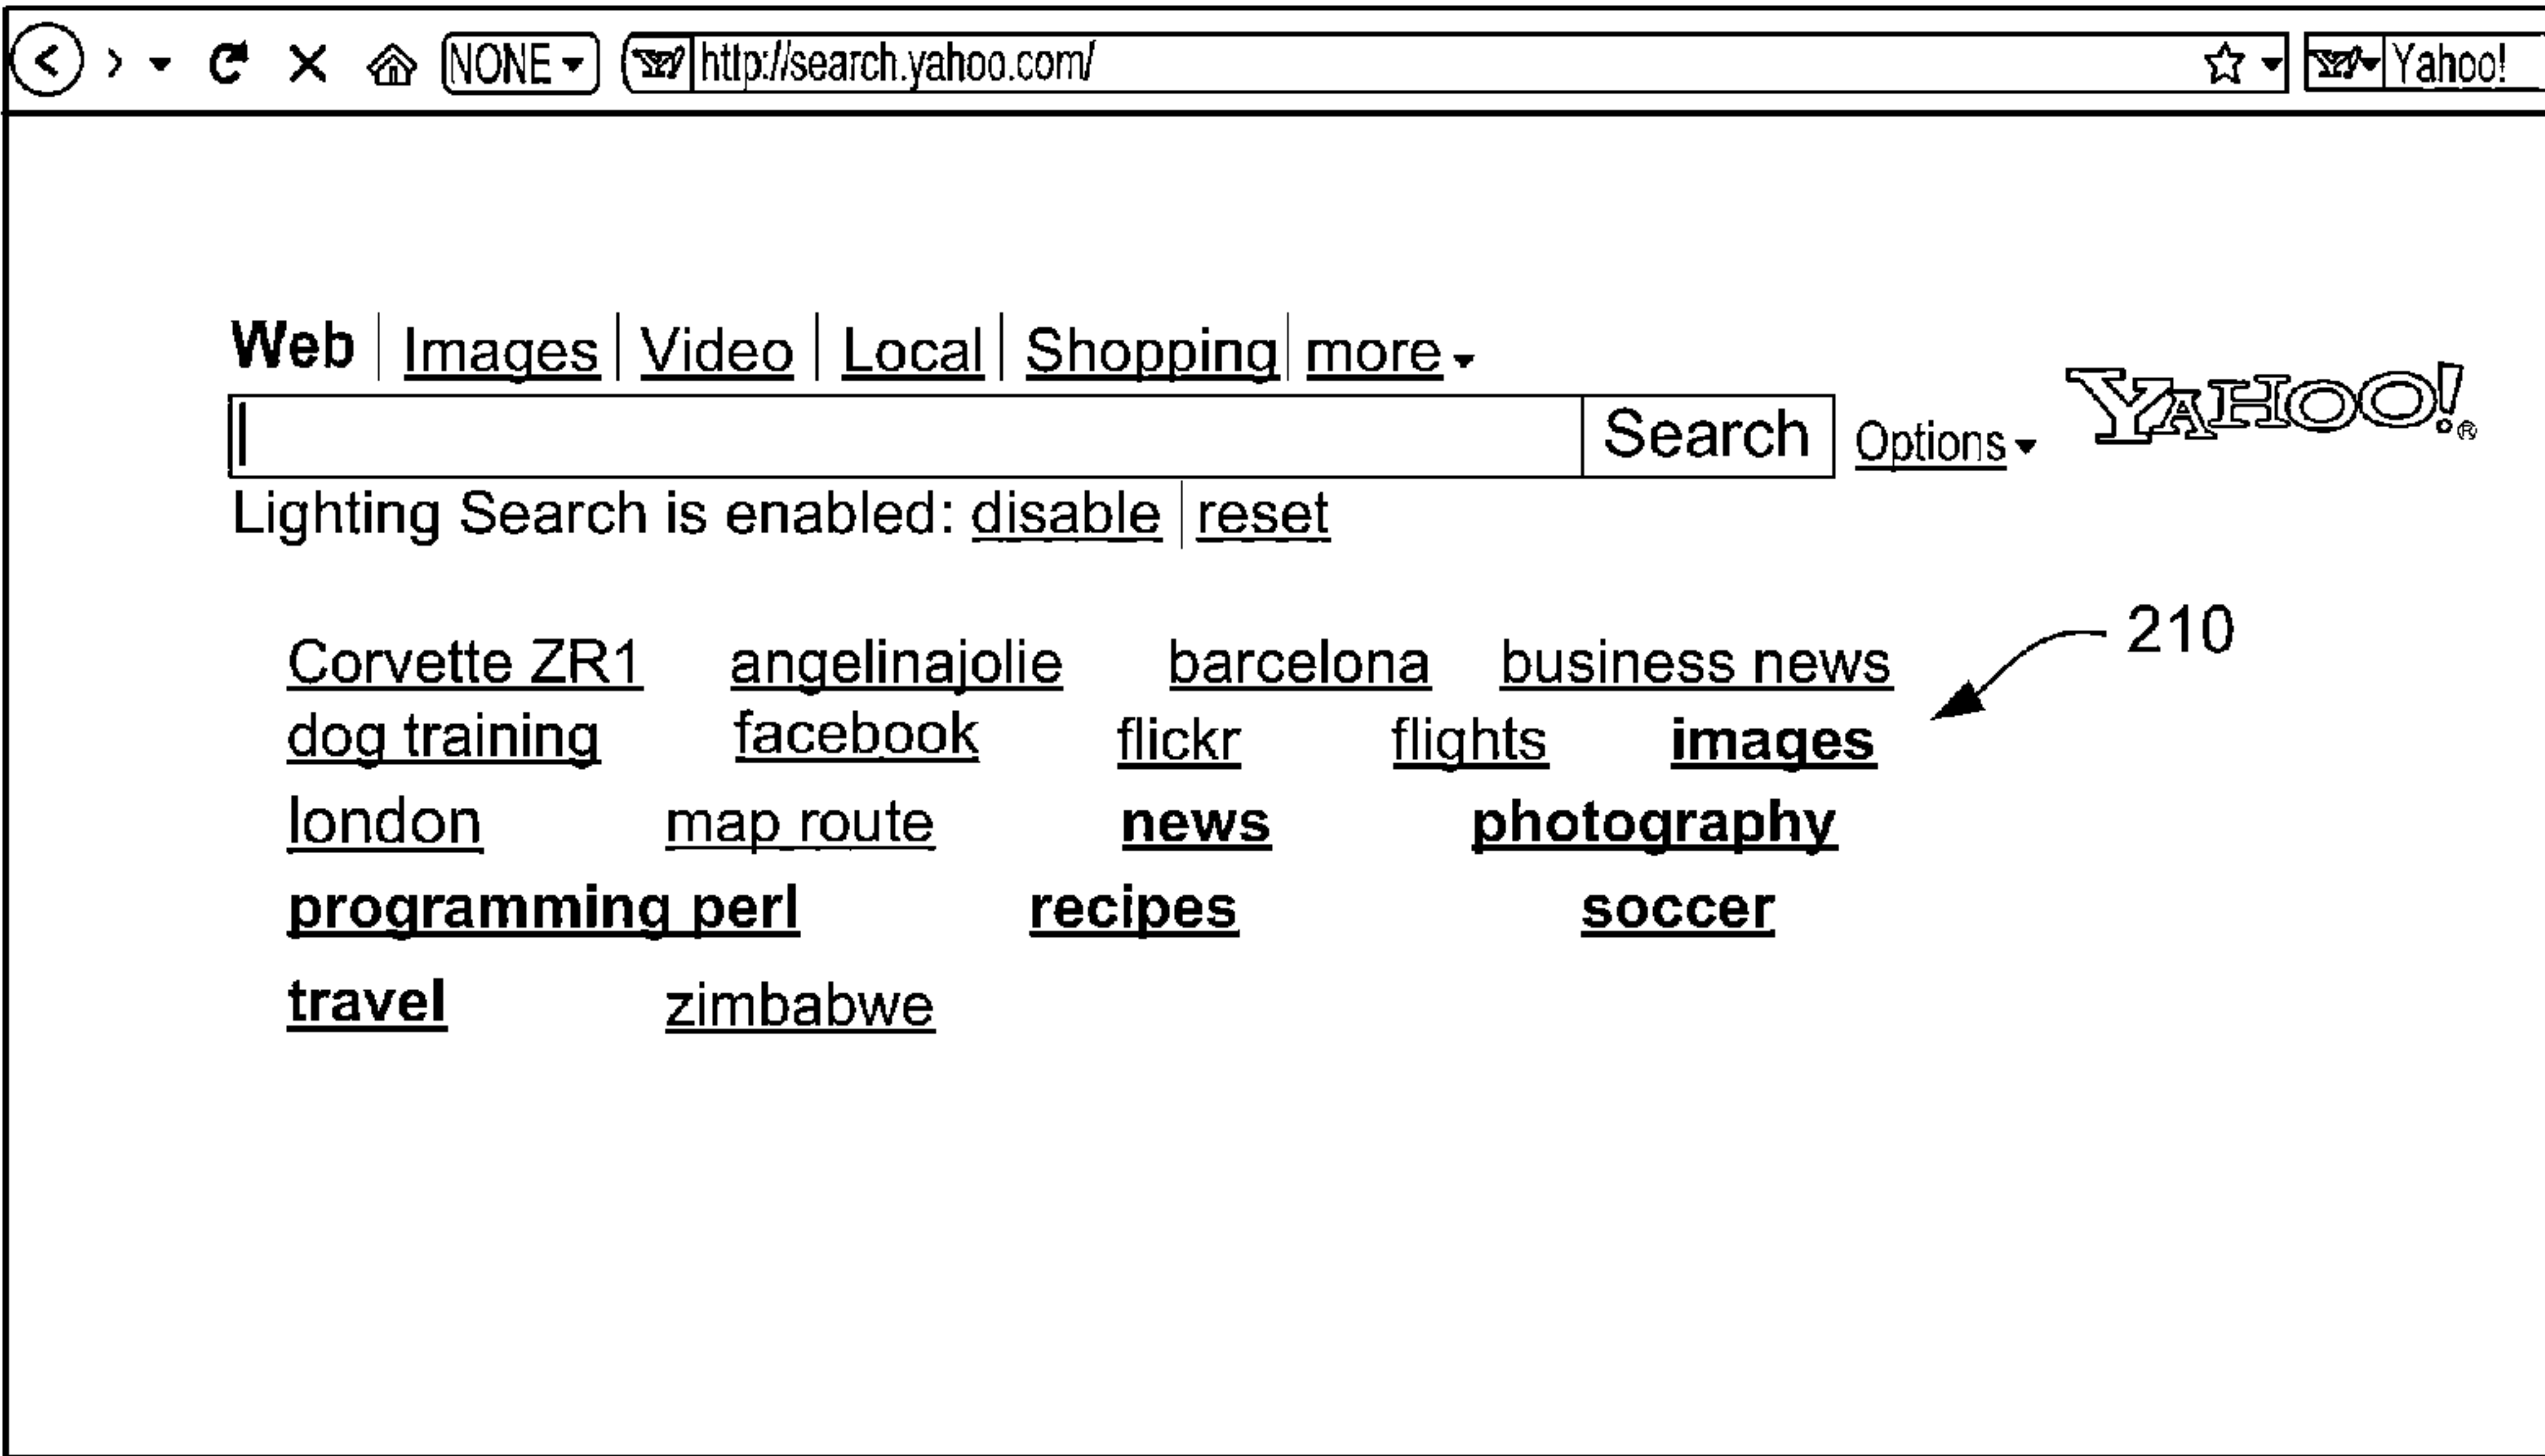 NONE http://search.yahoo.com/ Yahoo!
Web Images Video Local Shopping more
Search Options YAHOO!®
Lighting Search is enabled: disable reset
210
Corvette ZR1 angelinajolie barcelona business news
dog training facebook flickr flights images
london map route news photography
programming perl recipes soccer
travel zimbabwe